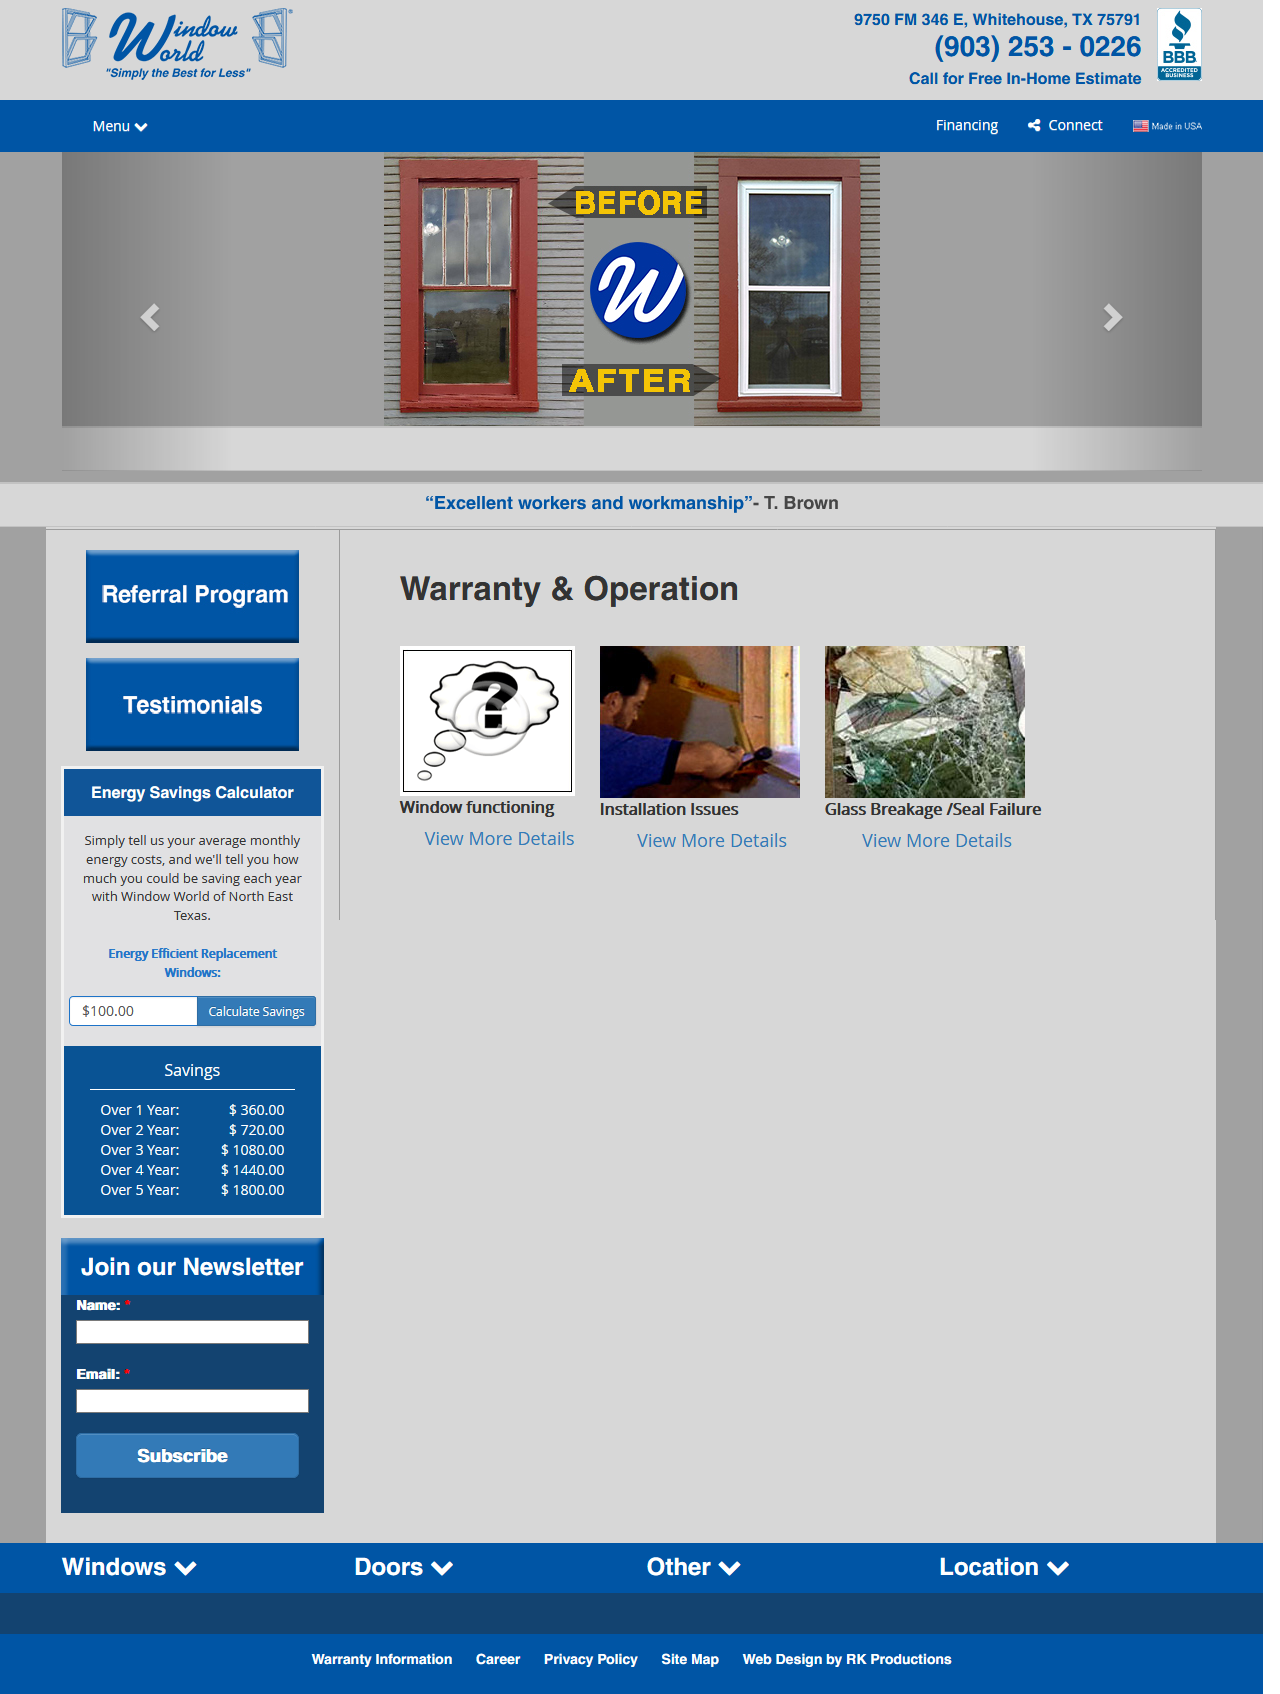 Window
World
"Simply the Best for Less"
9750 FM 346 E, Whitehouse, TX 75791
(903) 253 - 0226
Call for Free In-Home Estimate
BBB
ACCREDITED
BUSINESS
Menu
Financing
Connect
Made in USA
BEFORE
W
AFTER
“Excellent workers and workmanship”- T. Brown
Referral Program
Testimonials
Energy Savings Calculator
Simply tell us your average monthly
energy costs, and we'll tell you how
much you could be saving each year
with Window World of North East
Texas.
Energy Efficient Replacement
Windows:
$100.00
Calculate Savings
Savings
Over 1 Year: $ 360.00
Over 2 Year: $ 720.00
Over 3 Year: $ 1080.00
Over 4 Year: $ 1440.00
Over 5 Year: $ 1800.00
Join our Newsletter
Name: *
Email: *
Subscribe
Warranty & Operation
?
Window functioning
View More Details
Installation Issues
View More Details
Glass Breakage /Seal Failure
View More Details
Windows
Doors
Other
Location
Warranty Information
Career
Privacy Policy
Site Map
Web Design by RK Productions